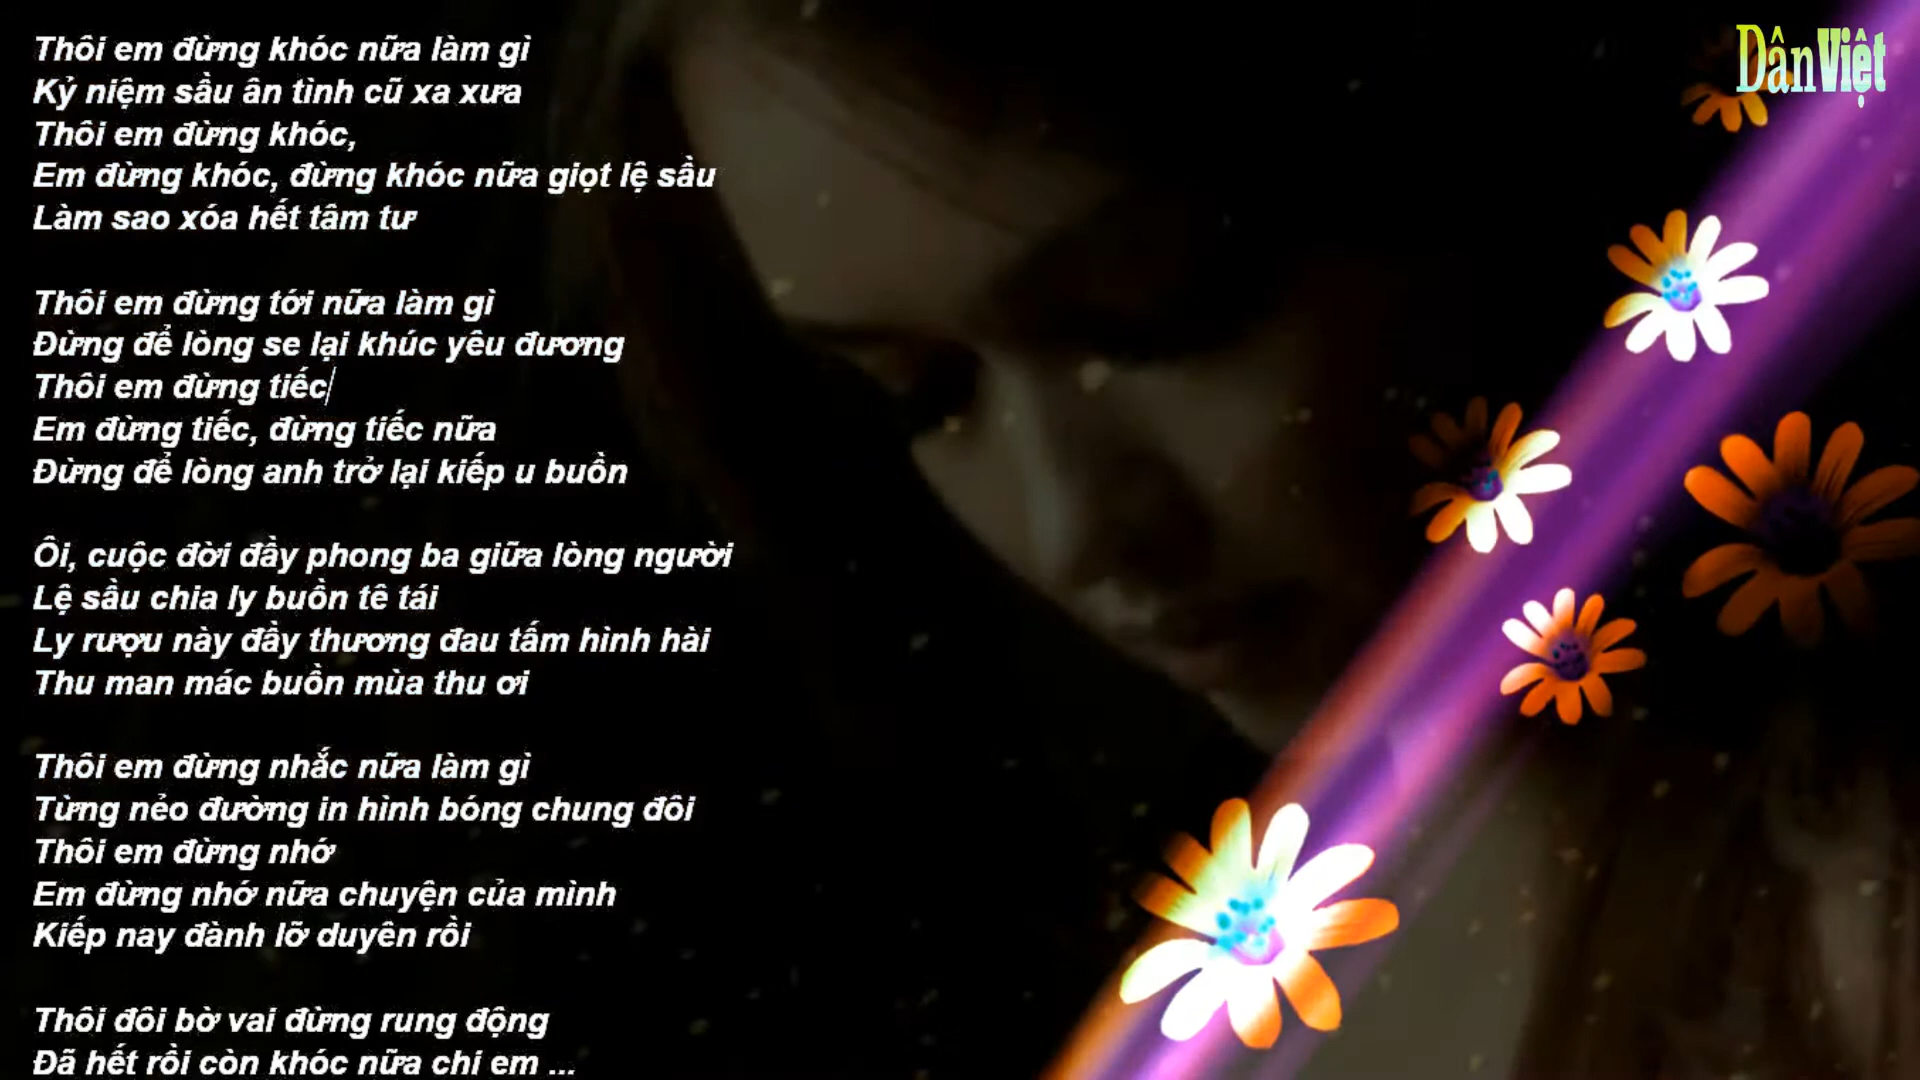 Thôi em đừng khóc nữa làm gì
Kỷ niệm sầu ân tình cũ xa xưa
Thôi em đừng khóc,
Em đừng khóc, đừng khóc nữa giọt lệ sầu
Làm sao xóa hết tâm tư
Thôi em đừng tới nữa làm gì
Đừng để lòng se lại khúc yêu đương
Thôi em đừng tiếc
Em đừng tiếc, đừng tiếc nữa
Đừng để lòng anh trở lại kiếp u buồn
Ôi, cuộc đời đầy phong ba giữa lòng người
Lệ sầu chia ly buồn tê tái
Ly rượu này đầy thương đau tấm hình hài
Thu man mác buồn mùa thu ơi
Thôi em đừng nhắc nữa làm gì
Từng nẻo đường in hình bóng chung đôi
Thôi em đừng nhớ
Em đừng nhớ nữa chuyện của mình
Kiếp nay đành lỡ duyên rồi
Thôi đôi bờ vai đừng rung động
Đã hết rồi còn khóc nữa chi em ...
DânViệt